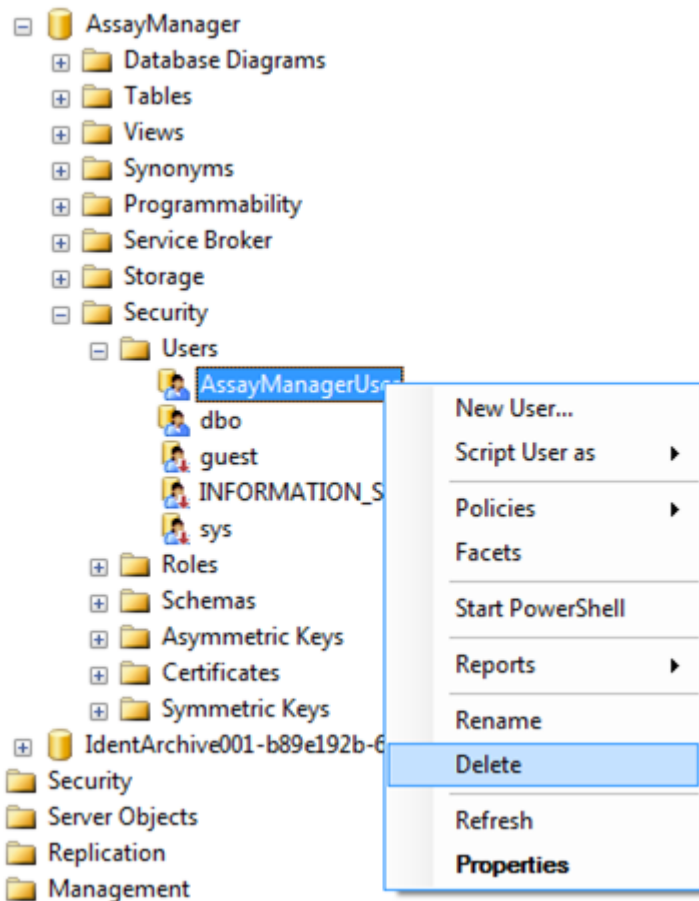 AssayManager
Database Diagrams
Tables
Views
Synonyms
Programmability
Service Broker
Storage
Security
Users
AssayManagerUser
dbo
guest
INFORMATION_S
sys
Roles
Schemas
Asymmetric Keys
Certificates
Symmetric Keys
IdentArchive001-b89e192b-6
Security
Server Objects
Replication
Management
New User...
Script User as
Policies
Facets
Start PowerShell
Reports
Rename
Delete
Refresh
Properties